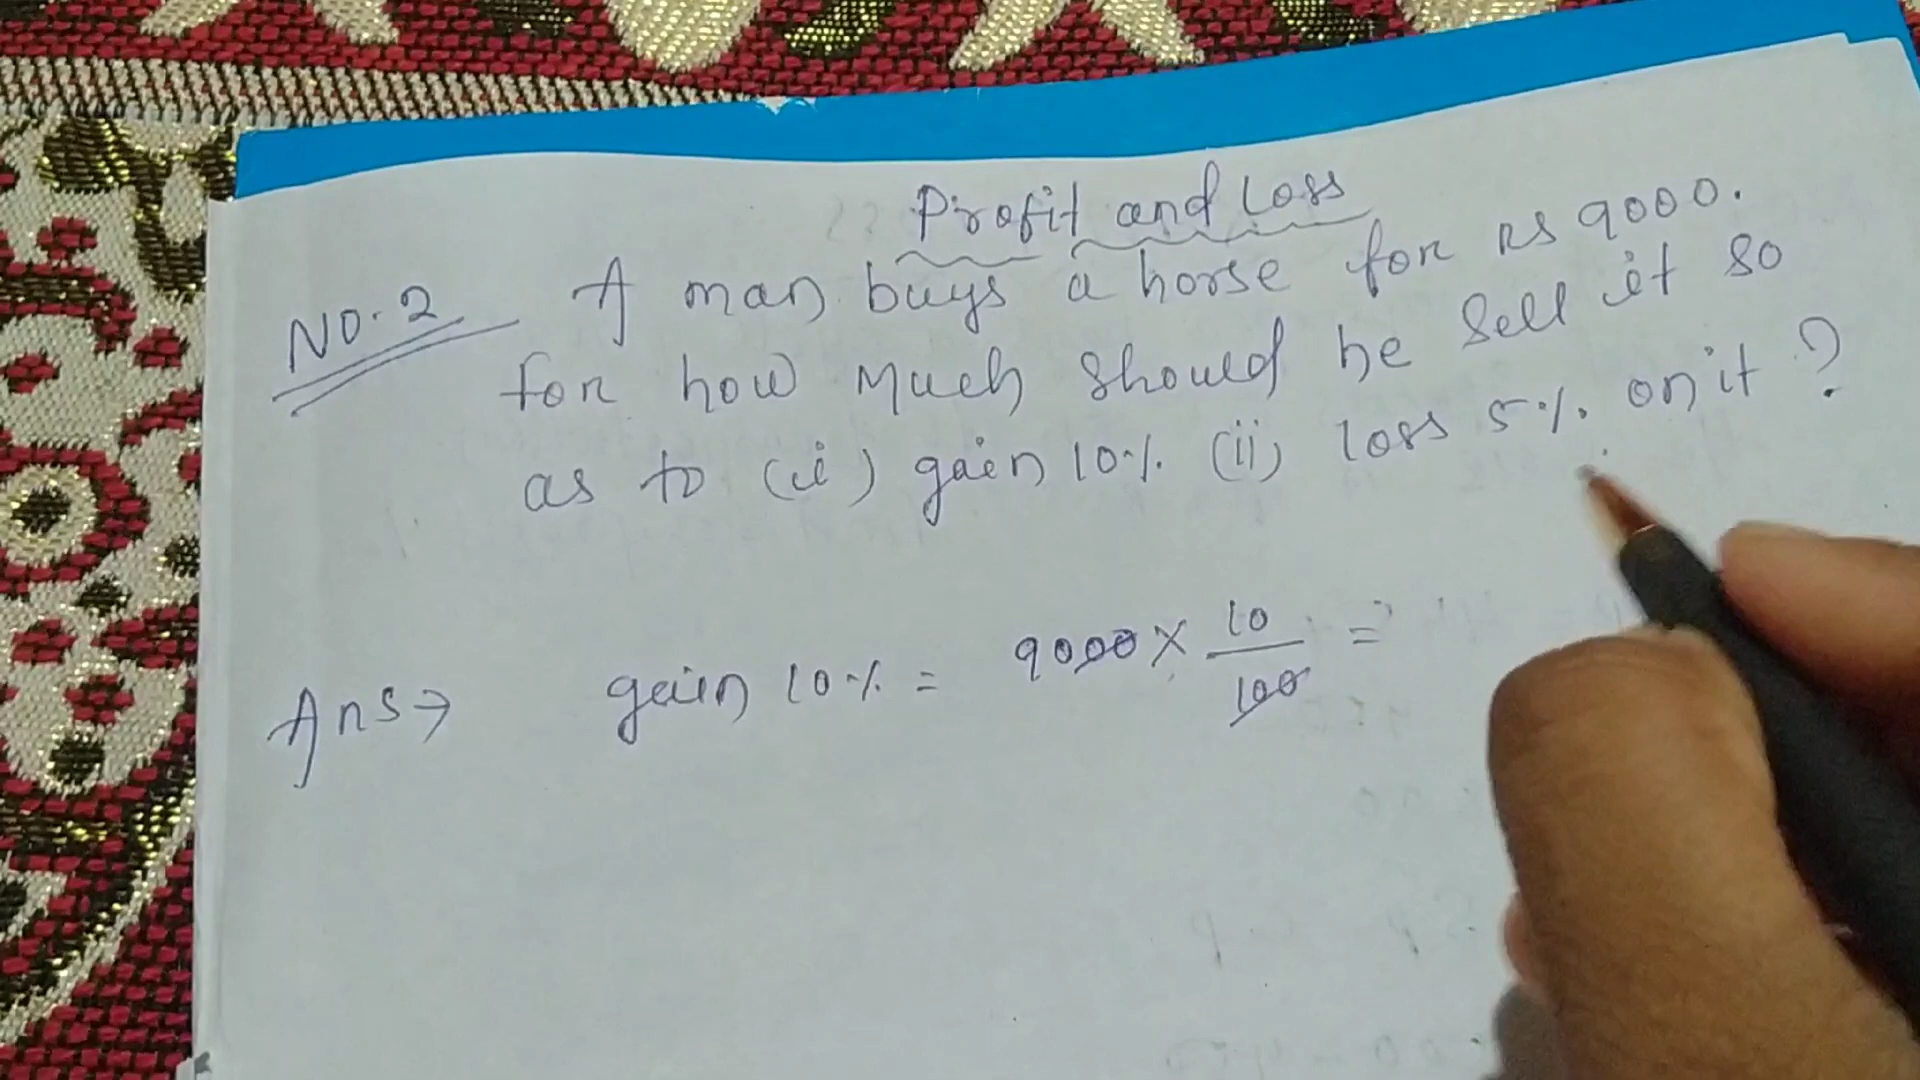 Profit and Loss
No. 2 A man buys a horse for Rs 9000.
for how much should he sell it so
as to (i) gain 10% (ii) loss 5% on it ?
Ans → gain 10% = 9000 × 10/100 =